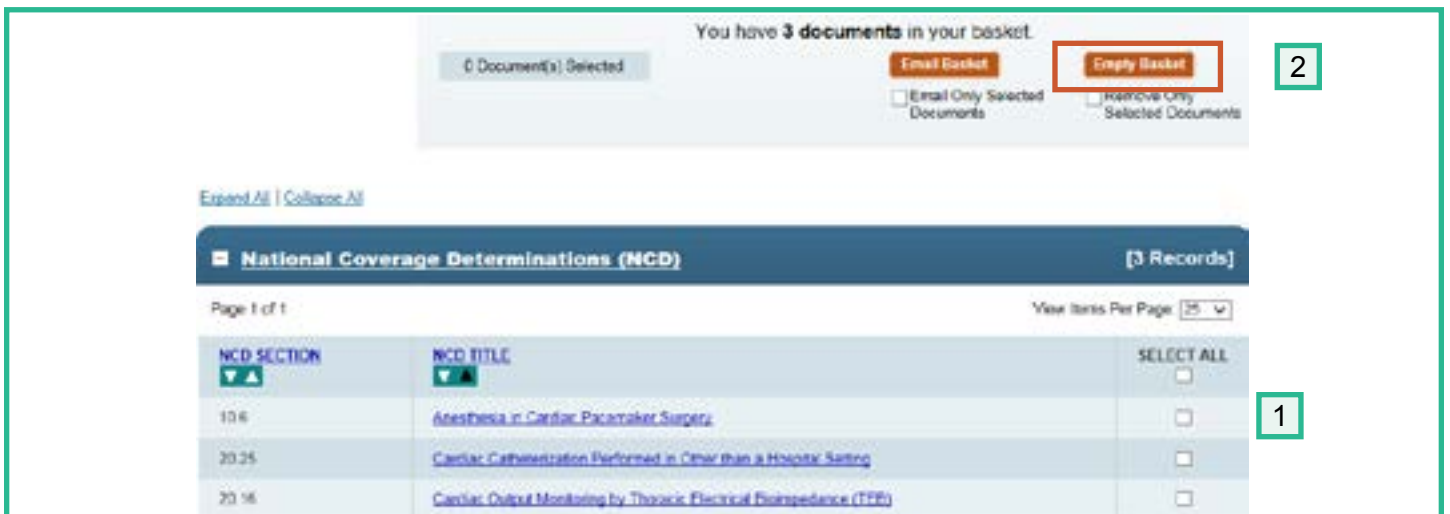 You have 3 documents in your basket.
0 Document(s) Selected
Email Basket
Empty Basket
2
Email Only Selected
Documents
Remove Only
Selected Documents
Expand All | Collapse All
National Coverage Determinations (NCD)
[3 Records]
Page 1 of 1
View Items Per Page: 25
NCD SECTION
NCD TITLE
SELECT ALL
10.6
Anesthesia in Cardiac Pacemaker Surgery
1
20.25
Cardiac Catheterization Performed in Other than a Hospital Setting
20.16
Cardiac Output Monitoring by Thoracic Electrical Bioimpedance (TEB)